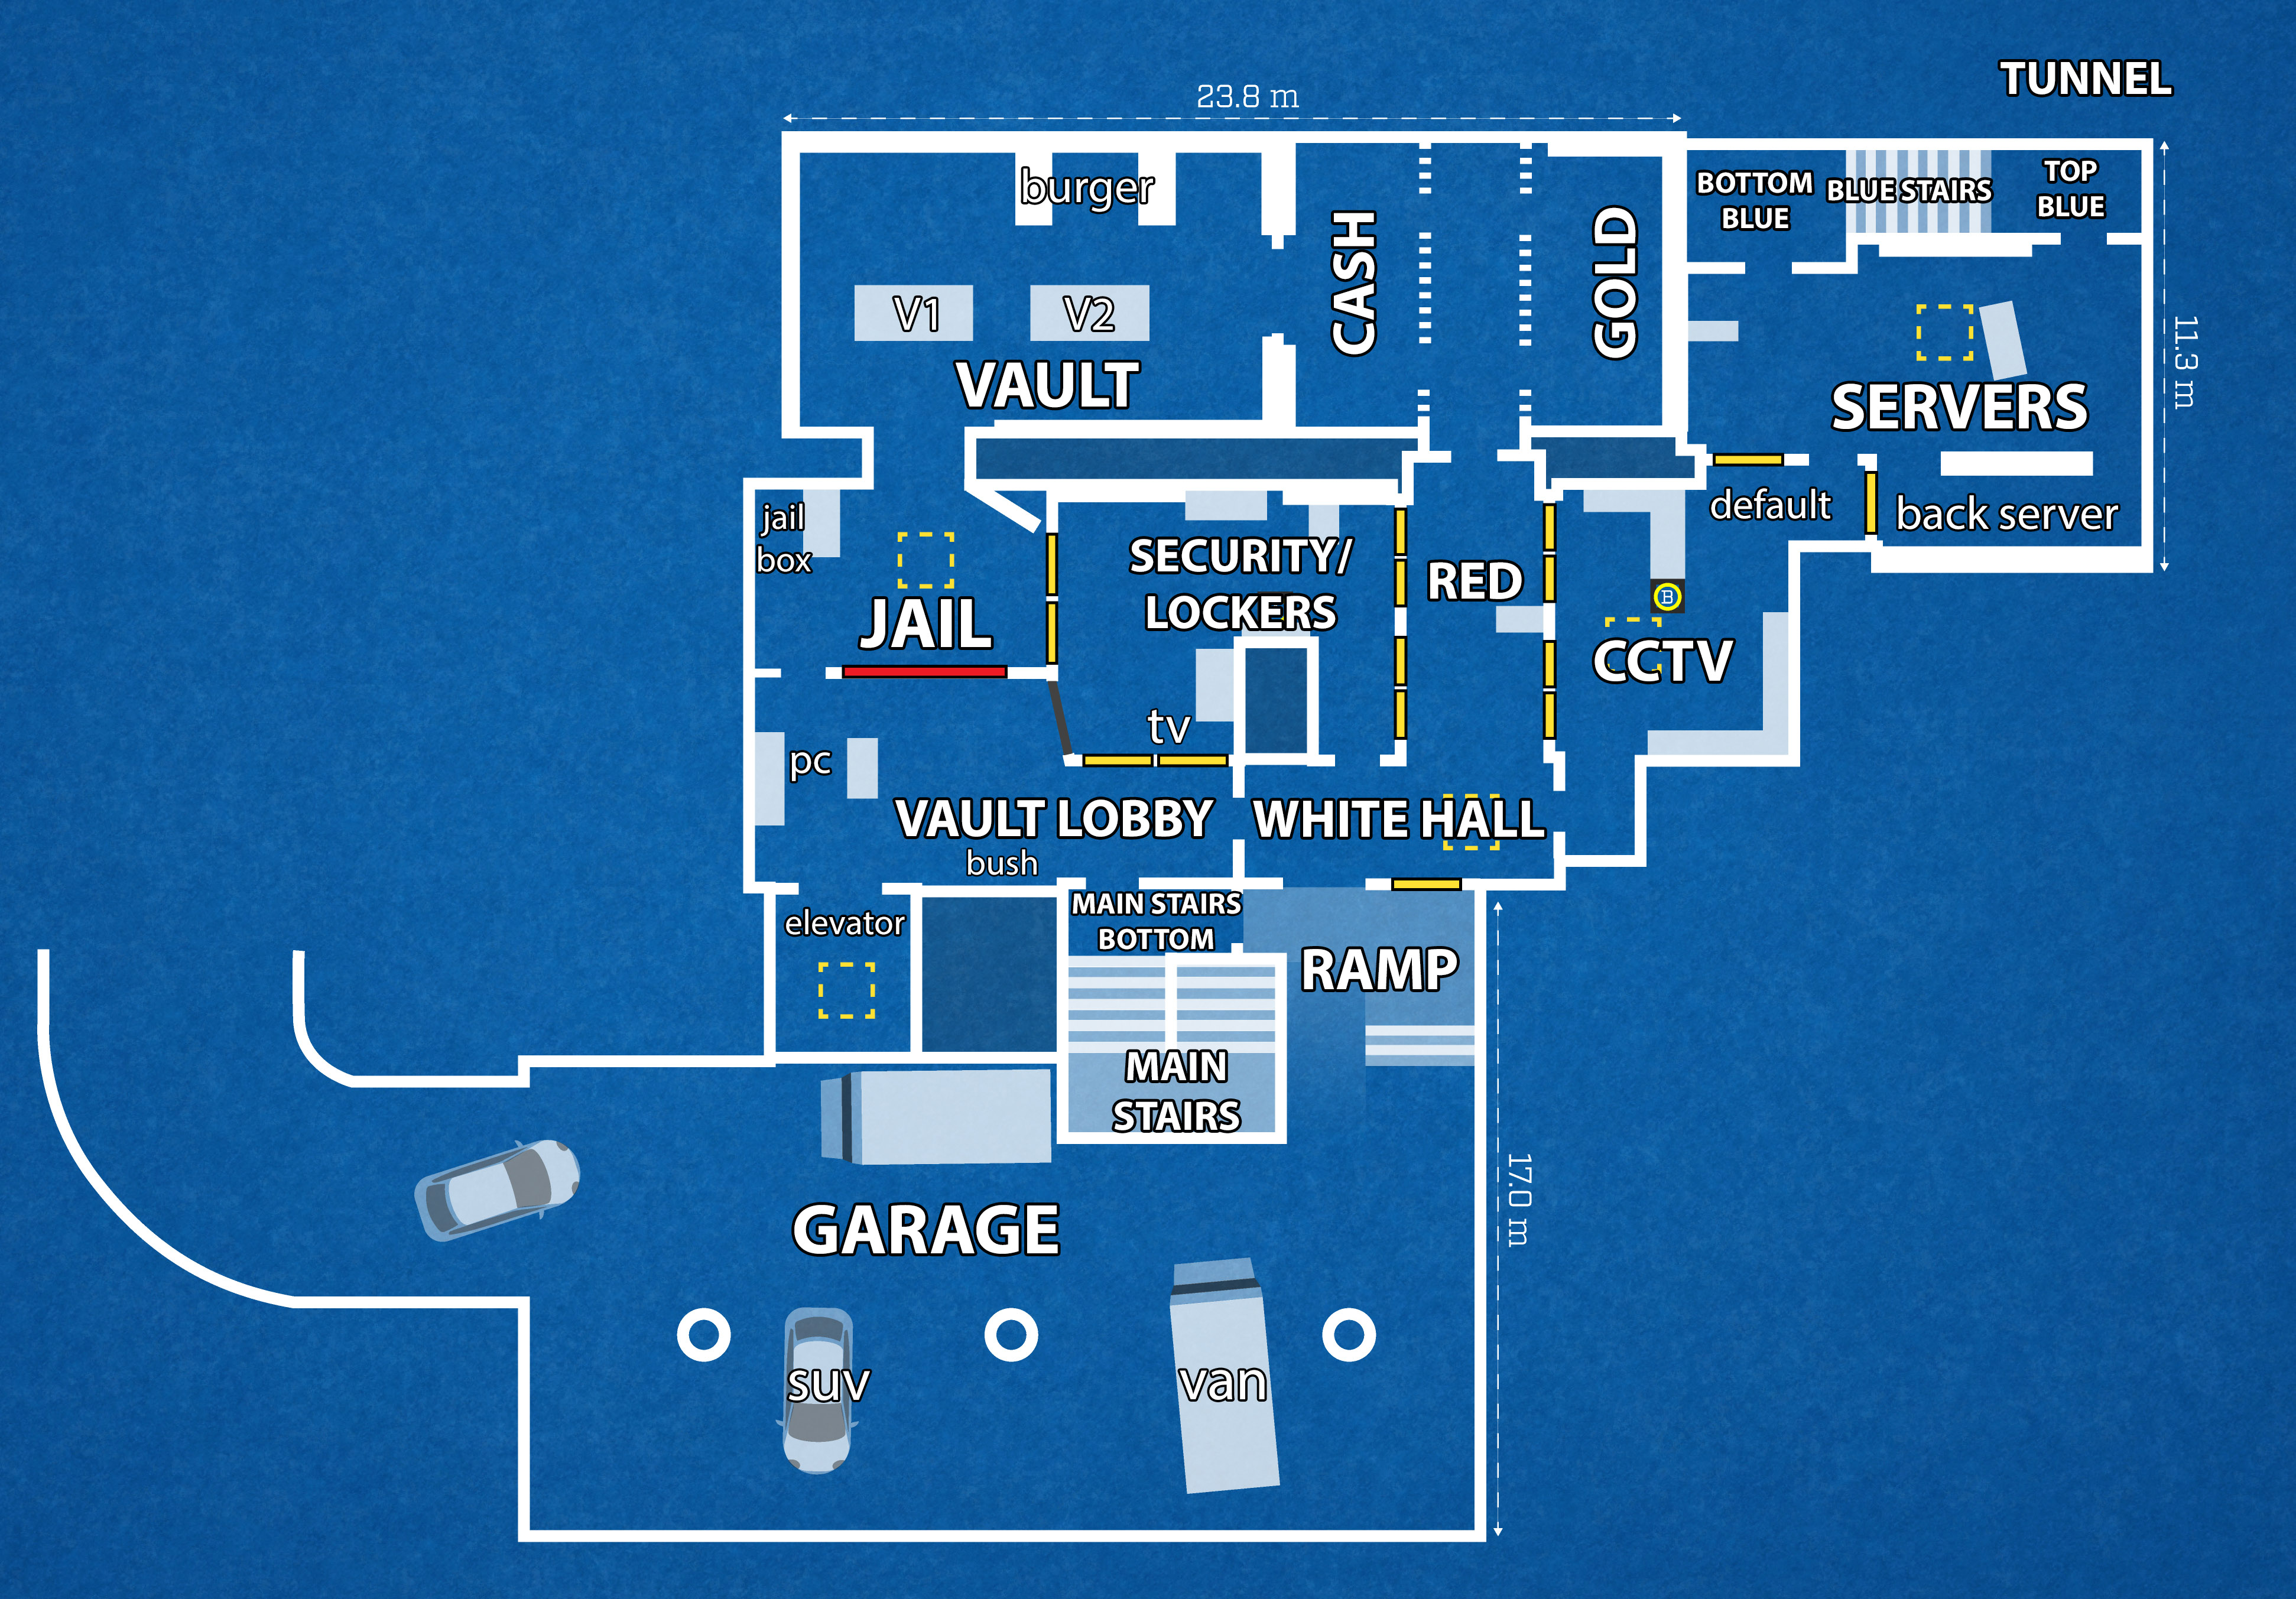 TUNNEL
23.8 m
burger
BOTTOM
BLUE
BLUE STAIRS
TOP
BLUE
CASH
GOLD
V1
V2
VAULT
11.3 m
SERVERS
jail
box
default
back server
SECURITY/
LOCKERS
RED
JAIL
B
CCTV
tv
pc
VAULT LOBBY
WHITE HALL
bush
elevator
MAIN STAIRS
BOTTOM
RAMP
MAIN
STAIRS
17.0 m
GARAGE
suv
van